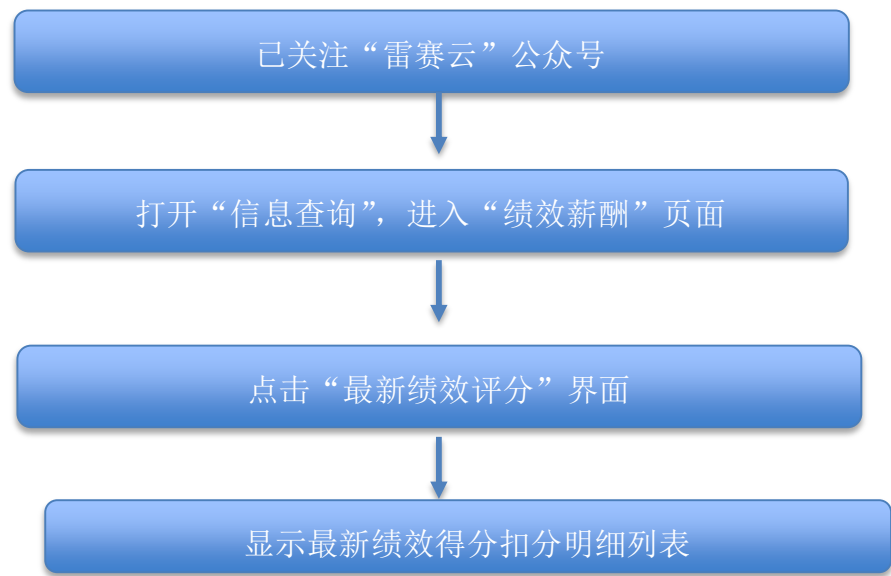 已关注“雷赛云”公众号
打开“信息查询”，进入“绩效薪酬”页面
点击“最新绩效评分”界面
显示最新绩效得分扣分明细列表